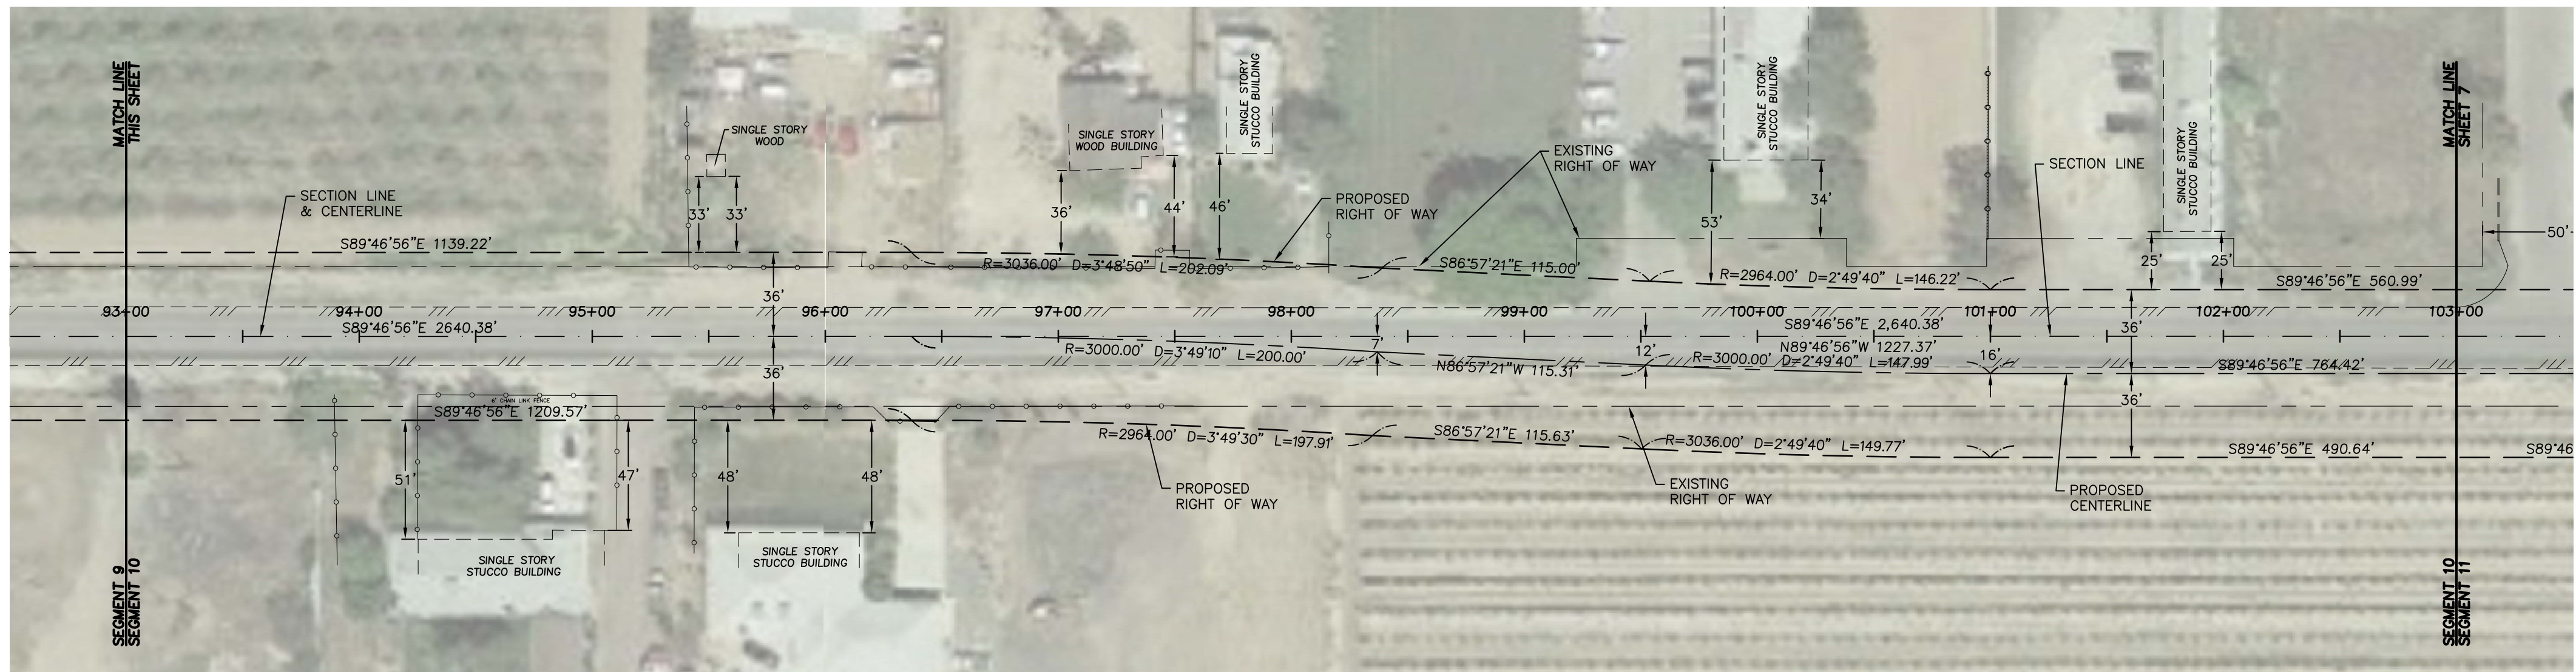 MATCH LINE
THIS SHEET
SECTION LINE
& CENTERLINE
SINGLE STORY
WOOD
SINGLE STORY
WOOD BUILDING
SINGLE STORY
STUCCO BUILDING
EXISTING
RIGHT OF WAY
SINGLE STORY
STUCCO BUILDING
SECTION LINE
SINGLE STORY
STUCCO BUILDING
MATCH LINE
SHEET 7
33'
33'
36'
44'
46'
PROPOSED
RIGHT OF WAY
53'
34'
25'
25'
50'
S89°46'56"E 1139.22'
R=3036.00' D=3°48'50" L=202.09'
S86°57'21"E 115.00'
R=2964.00' D=2°49'40" L=146.22'
S89°46'56"E 560.99'
36'
93+00
94+00
95+00
96+00
97+00
98+00
99+00
100+00
101+00
102+00
103+00
S89°46'56"E 2640.38'
S89°46'56"E 2,640.38'
36'
R=3000.00' D=3°49'10" L=200.00'
7'
12'
N89°46'56"W 1227.37'
16'
N86°57'21"W 115.31'
R=3000.00' D=2°49'40" L=147.99'
S89°46'56"E 764.42'
36'
36'
6' CHAIN LINK FENCE
S89°46'56"E 1209.57'
R=2964.00' D=3°49'30" L=197.91'
S86°57'21"E 115.63'
R=3036.00' D=2°49'40" L=149.77'
S89°46'56"E 490.64'
S89°46
51'
47'
48'
48'
PROPOSED
RIGHT OF WAY
EXISTING
RIGHT OF WAY
PROPOSED
CENTERLINE
SINGLE STORY
STUCCO BUILDING
SINGLE STORY
STUCCO BUILDING
SEGMENT 9
SEGMENT 10
SEGMENT 10
SEGMENT 11